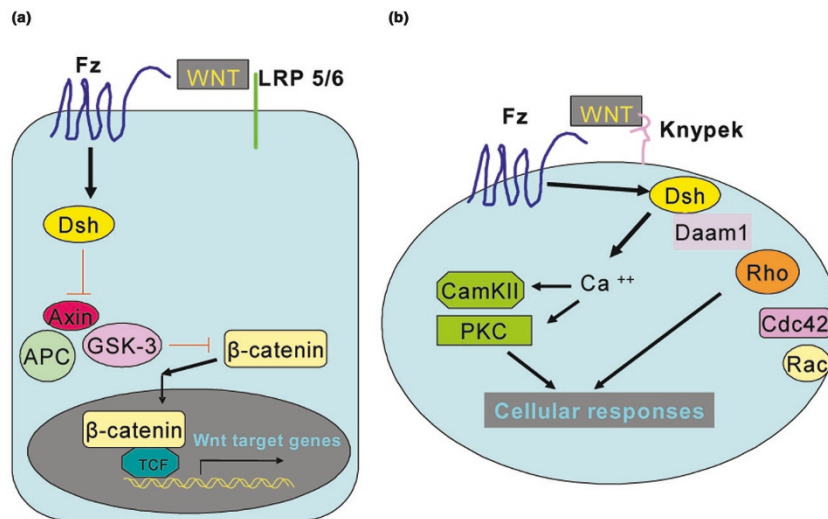 (a)
Fz
WNT
LRP 5/6
Dsh
Axin
APC
GSK-3
β-catenin
β-catenin
Wnt target genes
TCF
(b)
Fz
WNT
Knypek
Dsh
Daam1
Rho
Ca ++
CamKII
PKC
Cdc42
Rac
Cellular responses